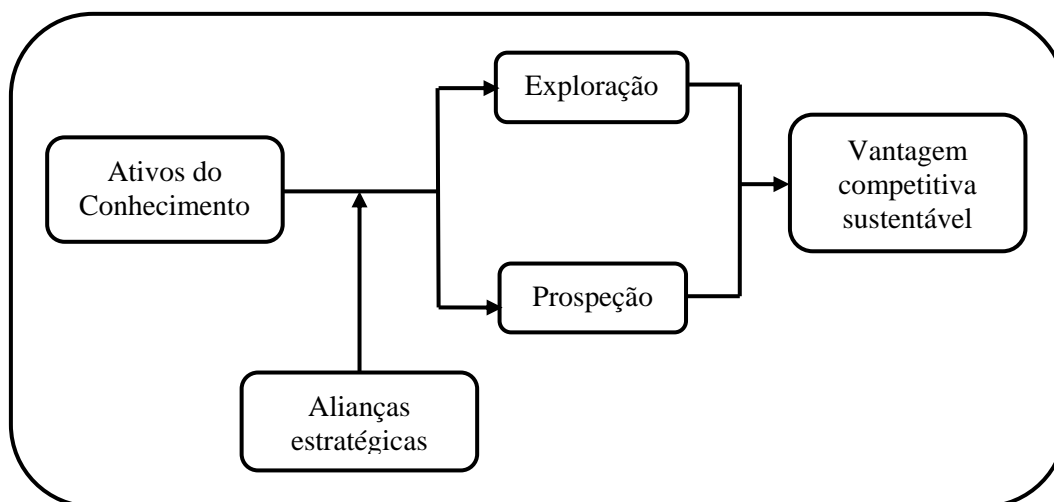 Exploração
Ativos do
Conhecimento
Vantagem
competitiva
sustentável
Prospeção
Alianças
estratégicas